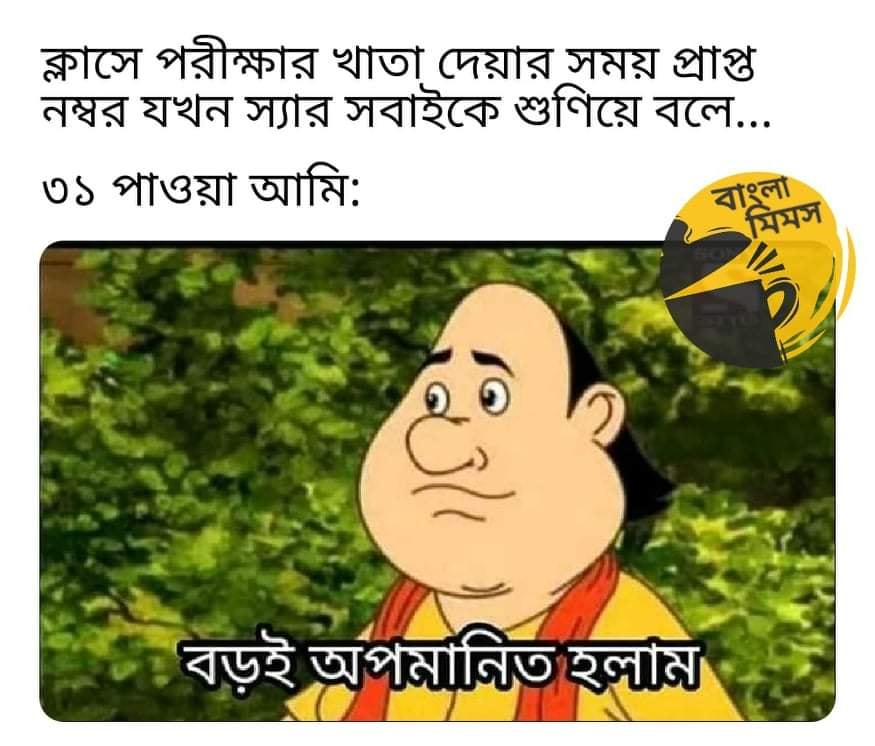 ক্লাসে পরীক্ষার খাতা দেয়ার সময় প্রাপ্ত
নম্বর যখন স্যার সবাইকে শুণিয়ে বলে...
৩১ পাওয়া আমি:
বাংলা
মিমস
বড়ই অপমানিত হলাম